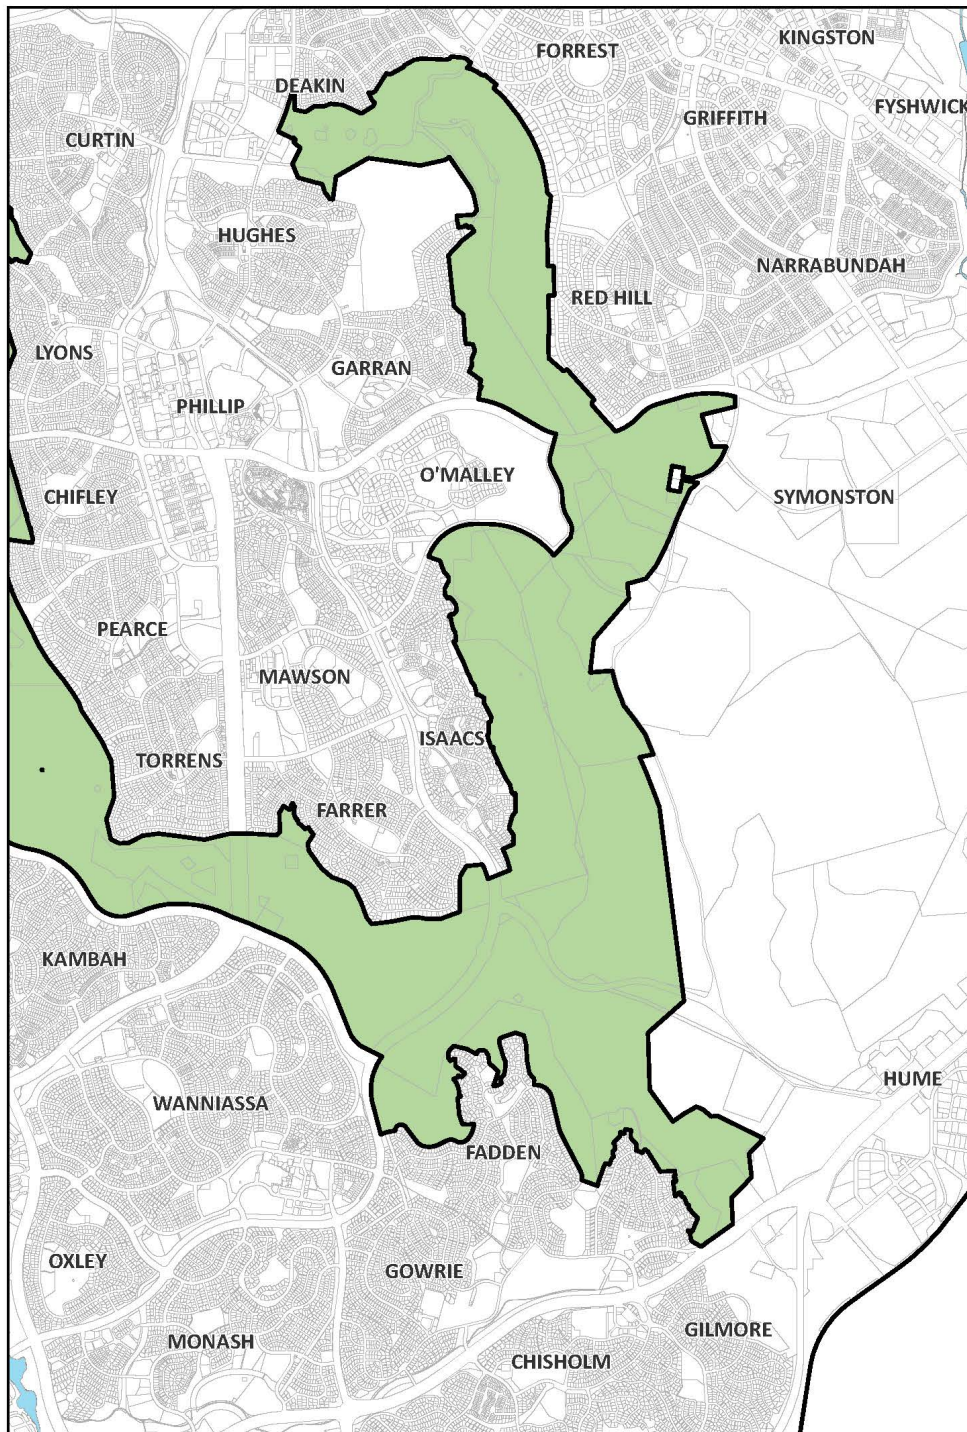 KINGSTON
FORREST
DEAKIN
FYSHWICK
GRIFFITH
CURTIN
HUGHES
NARRABUNDAH
RED HILL
LYONS
GARRAN
PHILLIP
O'MALLEY
CHIFLEY
SYMONSTON
PEARCE
MAWSON
ISAACS
TORRENS
FARRER
KAMBAH
HUME
WANNIASSA
FADDEN
OXLEY
GOWRIE
GILMORE
MONASH
CHISHOLM